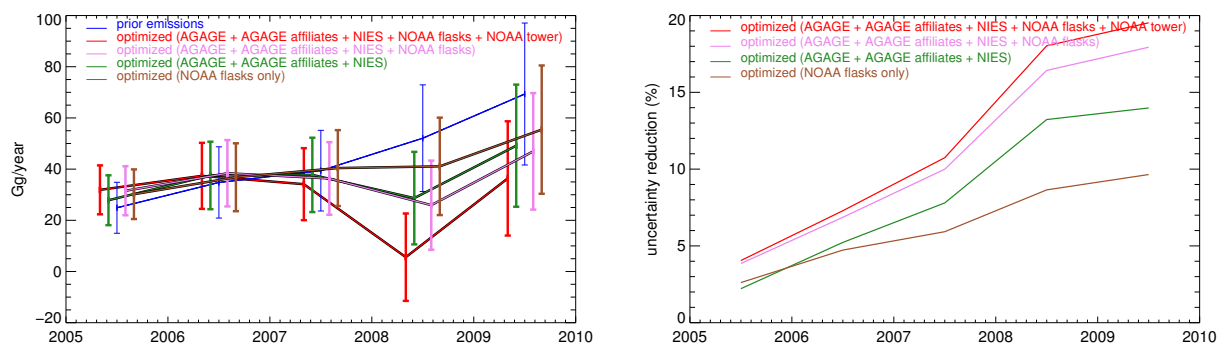 100
80
60
40
20
0
−20
Gg/year
prior emissions
optimized (AGAGE + AGAGE affiliates + NIES + NOAA flasks + NOAA tower)
optimized (AGAGE + AGAGE affiliates + NIES + NOAA flasks)
optimized (AGAGE + AGAGE affiliates + NIES)
optimized (NOAA flasks only)
2005 2006 2007 2008 2009 2010
20
15
10
5
0
uncertainty reduction (%)
optimized (AGAGE + AGAGE affiliates + NIES + NOAA flasks + NOAA tower)
optimized (AGAGE + AGAGE affiliates + NIES + NOAA flasks)
optimized (AGAGE + AGAGE affiliates + NIES)
optimized (NOAA flasks only)
2005 2006 2007 2008 2009 2010